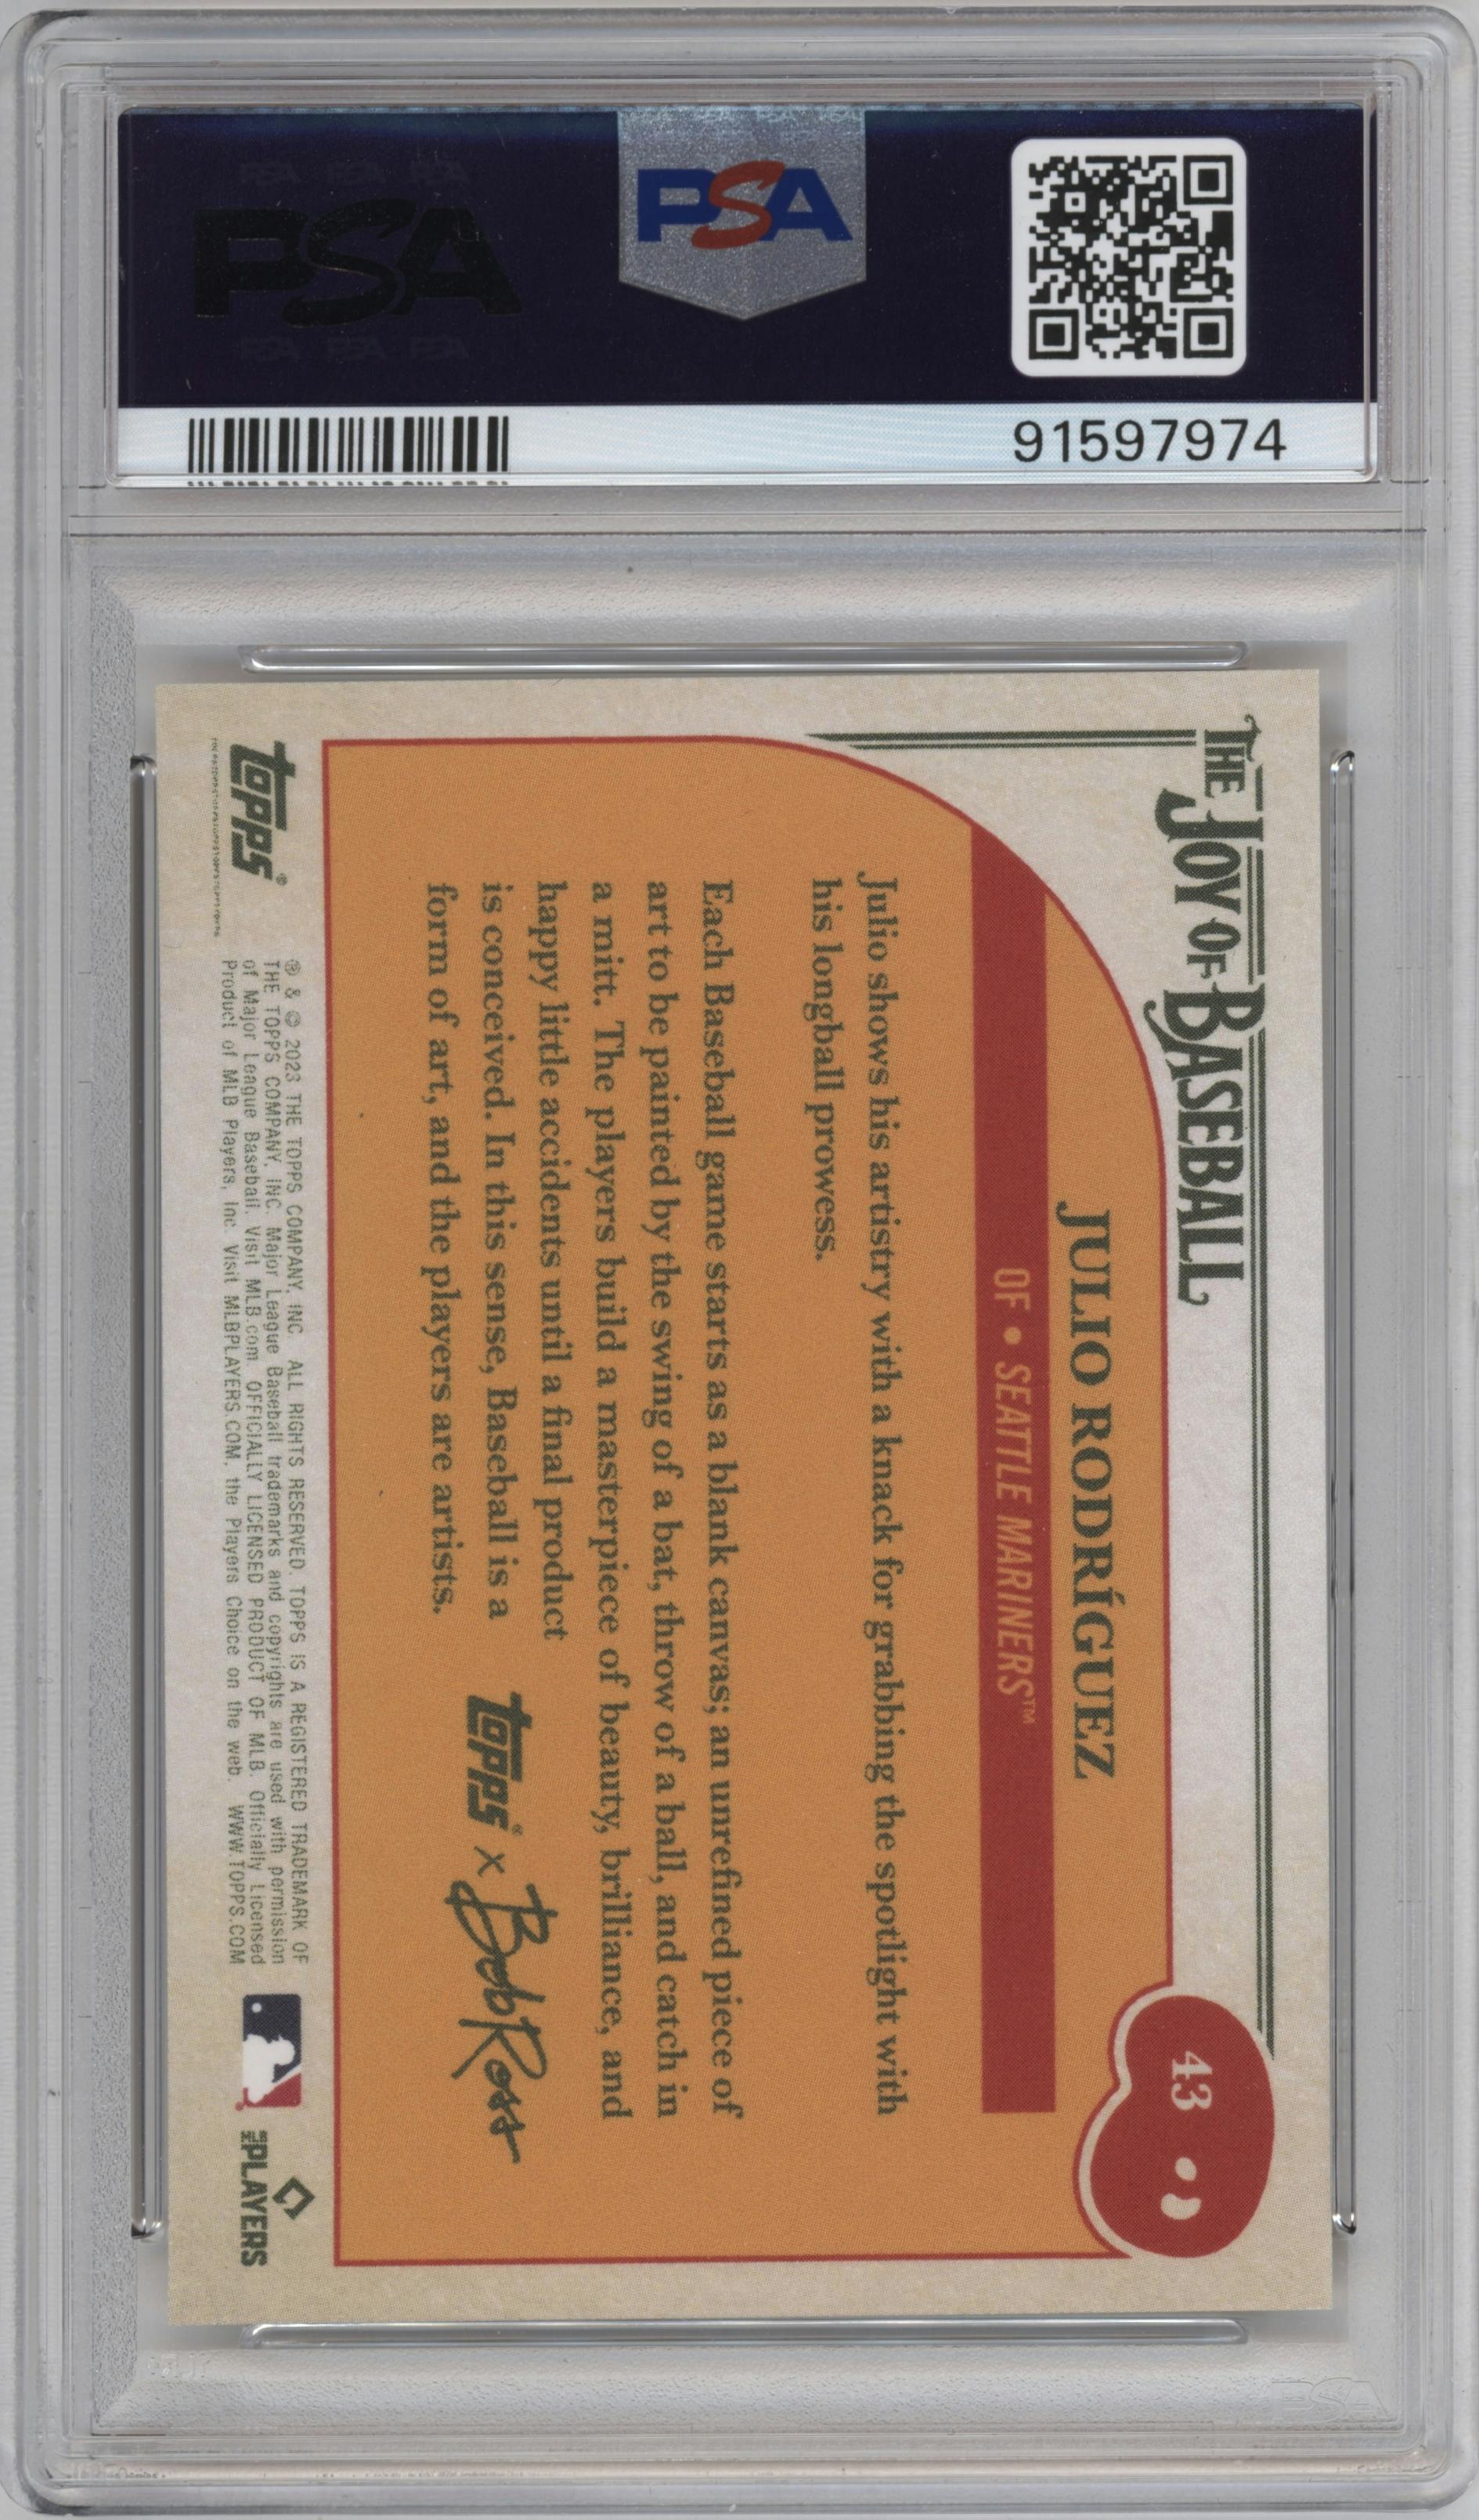 PSA
PSA
91597974
THE JOY OF BASEBALL
43
JULIO RODRÍGUEZ
OF • SEATTLE MARINERS™
Julio shows his artistry with a knack for grabbing the spotlight with
his longball prowess.
Each Baseball game starts as a blank canvas; an unrefined piece of
art to be painted by the swing of a bat, throw of a ball, and catch in
a mitt. The players build a masterpiece of beauty, brilliance, and
happy little accidents until a final product
is conceived. In this sense, Baseball is a
form of art, and the players are artists.
topps® x Bob Ross
topps®
® & © 2023 THE TOPPS COMPANY, INC. ALL RIGHTS RESERVED. TOPPS IS A REGISTERED TRADEMARK OF
THE TOPPS COMPANY, INC. Major League Baseball trademarks and copyrights are used with permission
of Major League Baseball. Visit MLB.com. OFFICIALLY LICENSED PRODUCT OF MLB. Officially Licensed
Product of MLB Players, Inc. Visit MLBPLAYERS.COM, the Players Choice on the web. WWW.TOPPS.COM
MLB PLAYERS